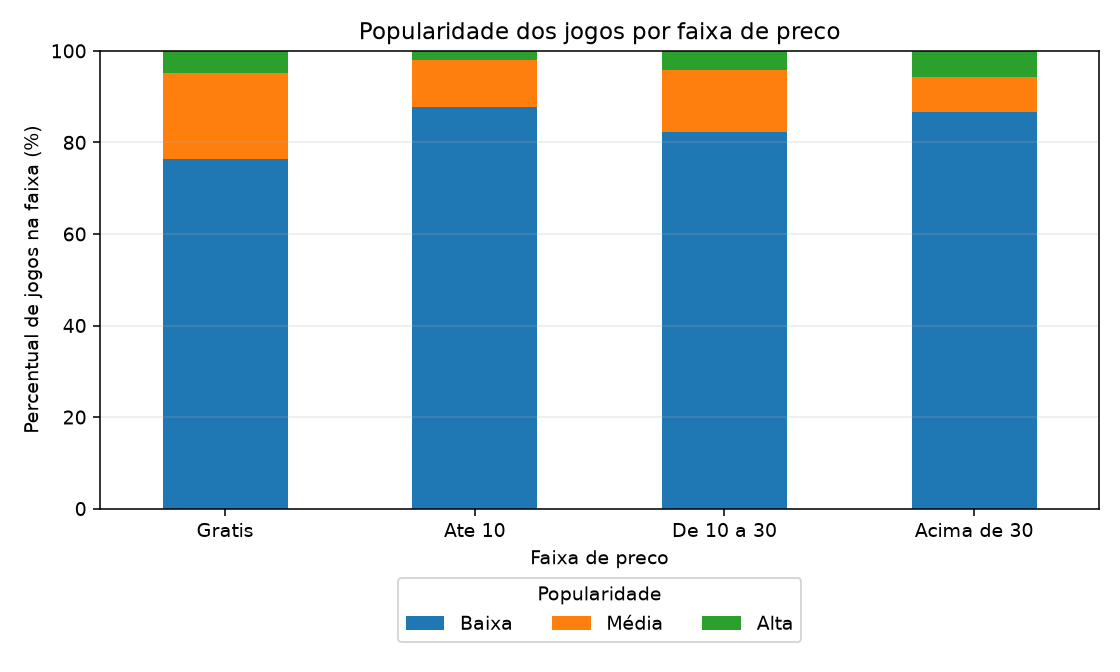 Popularidade dos jogos por faixa de preco
Percentual de jogos na faixa (%)
100
80
60
40
20
0
Gratis Ate 10 De 10 a 30 Acima de 30
Faixa de preco
Popularidade
Baixa Média Alta